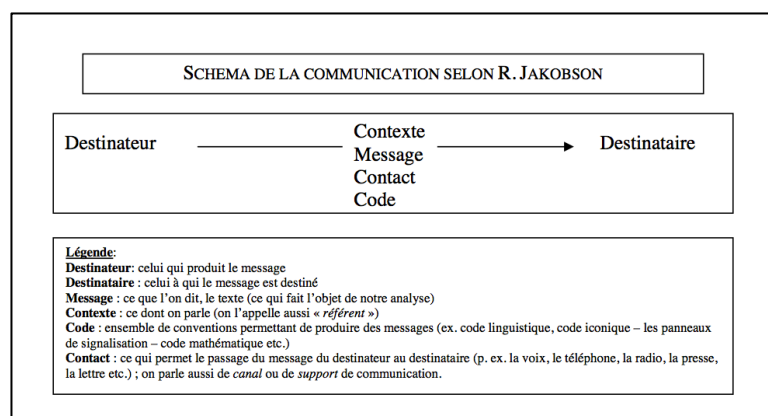 SCHEMA DE LA COMMUNICATION SELON R. JAKOBSON
Contexte
Destinateur Message Destinataire
Contact
Code
Légende:
Destinateur: celui qui produit le message
Destinataire : celui à qui le message est destiné
Message : ce que l'on dit, le texte (ce qui fait l'objet de notre analyse)
Contexte : ce dont on parle (on l'appelle aussi « référent »)
Code : ensemble de conventions permettant de produire des messages (ex. code linguistique, code iconique – les panneaux
de signalisation – code mathématique etc.)
Contact : ce qui permet le passage du message du destinateur au destinataire (p. ex. la voix, le téléphone, la radio, la presse,
la lettre etc.) ; on parle aussi de canal ou de support de communication.